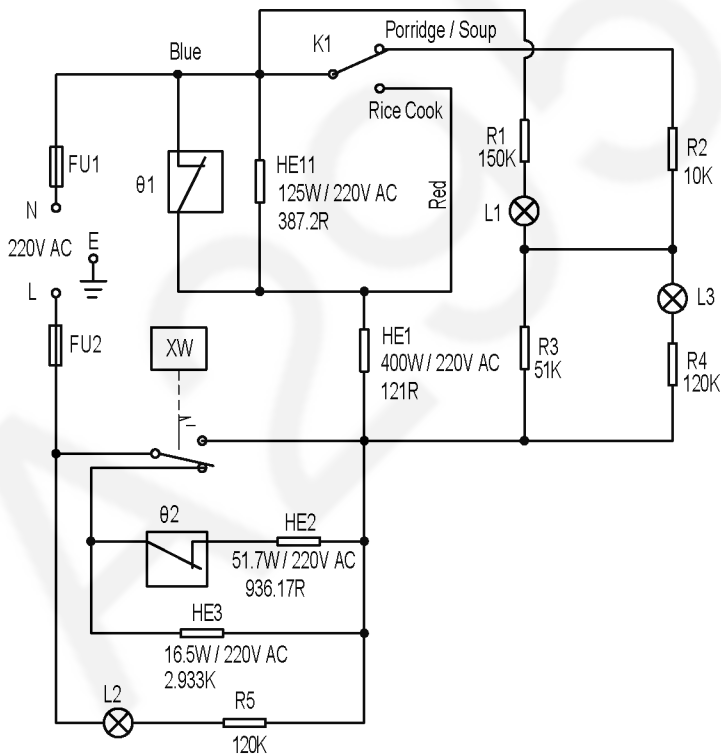 Porridge / Soup
K1
Blue
Rice Cook
FU1
θ1
HE11
125W / 220V AC
387.2R
Red
R1
150K
R2
10K
N
L1
220V AC
E
L
L3
FU2
XW
HE1
400W / 220V AC
121R
R3
51K
R4
120K
θ2
HE2
51.7W / 220V AC
936.17R
HE3
16.5W / 220V AC
2.933K
L2
R5
120K